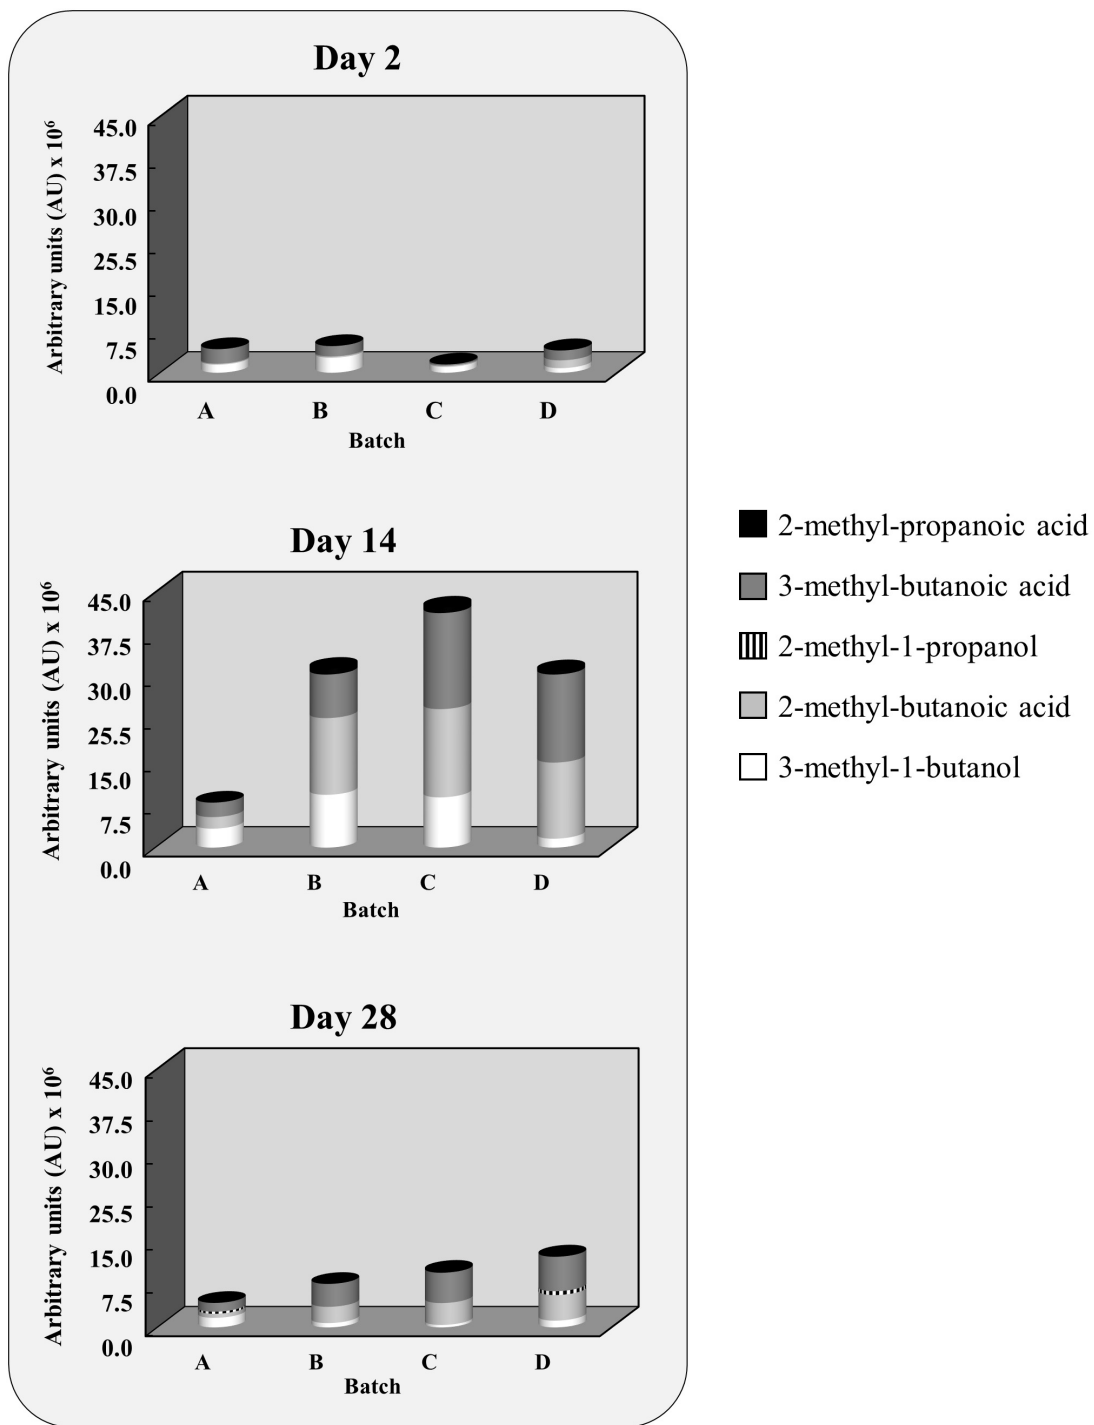 Day 2
Arbitrary units (AU) x 10⁶
45.0
37.5
30.0
25.5
15.0
7.5
0.0
A B C D
Batch
Day 14
Arbitrary units (AU) x 10⁶
45.0
37.5
30.0
25.5
15.0
7.5
0.0
A B C D
Batch
Day 28
Arbitrary units (AU) x 10⁶
45.0
37.5
30.0
25.5
15.0
7.5
0.0
A B C D
Batch
2-methyl-propanoic acid
3-methyl-butanoic acid
2-methyl-1-propanol
2-methyl-butanoic acid
3-methyl-1-butanol